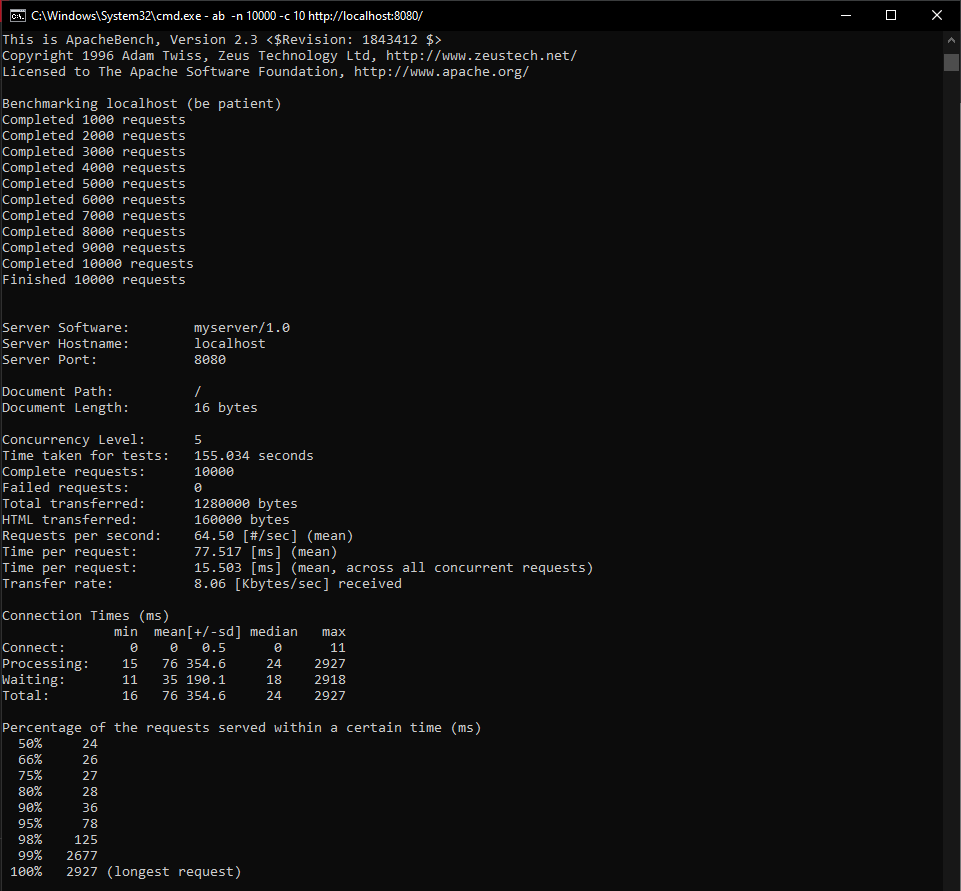 C:\Windows\System32\cmd.exe - ab  -n 10000 -c 10 http://localhost:8080/
This is ApacheBench, Version 2.3 <$Revision: 1843412 $>
Copyright 1996 Adam Twiss, Zeus Technology Ltd, http://www.zeustech.net/
Licensed to The Apache Software Foundation, http://www.apache.org/

Benchmarking localhost (be patient)
Completed 1000 requests
Completed 2000 requests
Completed 3000 requests
Completed 4000 requests
Completed 5000 requests
Completed 6000 requests
Completed 7000 requests
Completed 8000 requests
Completed 9000 requests
Completed 10000 requests
Finished 10000 requests


Server Software:        myserver/1.0
Server Hostname:        localhost
Server Port:            8080

Document Path:          /
Document Length:        16 bytes

Concurrency Level:      5
Time taken for tests:   155.034 seconds
Complete requests:      10000
Failed requests:        0
Total transferred:      1280000 bytes
HTML transferred:       160000 bytes
Requests per second:    64.50 [#/sec] (mean)
Time per request:       77.517 [ms] (mean)
Time per request:       15.503 [ms] (mean, across all concurrent requests)
Transfer rate:          8.06 [Kbytes/sec] received

Connection Times (ms)
              min  mean[+/-sd] median   max
Connect:        0    0   0.5      0      11
Processing:    15   76 354.6     24    2927
Waiting:       11   35 190.1     18    2918
Total:         16   76 354.6     24    2927

Percentage of the requests served within a certain time (ms)
  50%     24
  66%     26
  75%     27
  80%     28
  90%     36
  95%     78
  98%    125
  99%   2677
 100%   2927 (longest request)